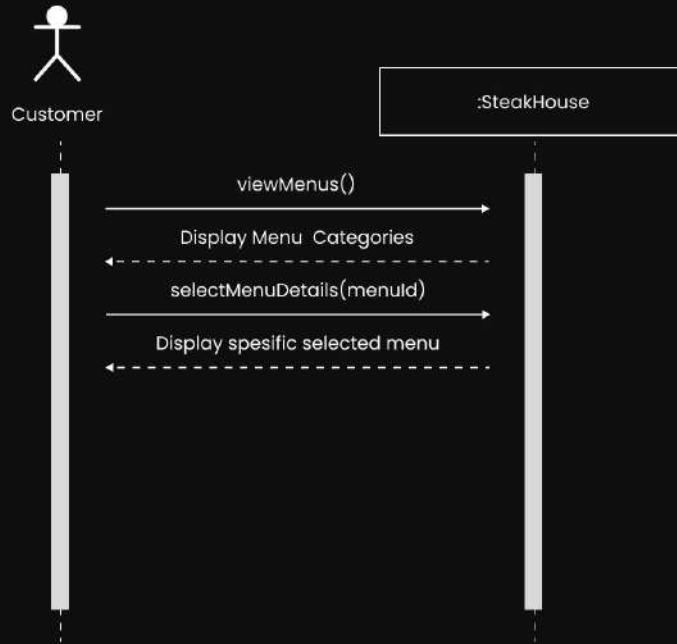 Customer
:SteakHouse
viewMenus()
Display Menu Categories
selectMenuDetails(menuId)
Display spesific selected menu